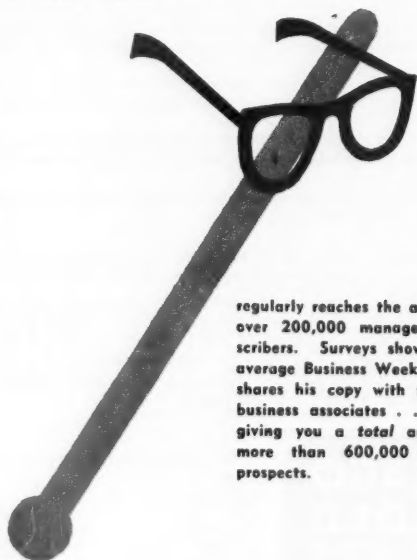 regularly reaches the a
over 200,000 manage
scribers. Surveys show
average Business Week
shares his copy with
business associates . .
giving you a total a
more than 600,000
prospects.